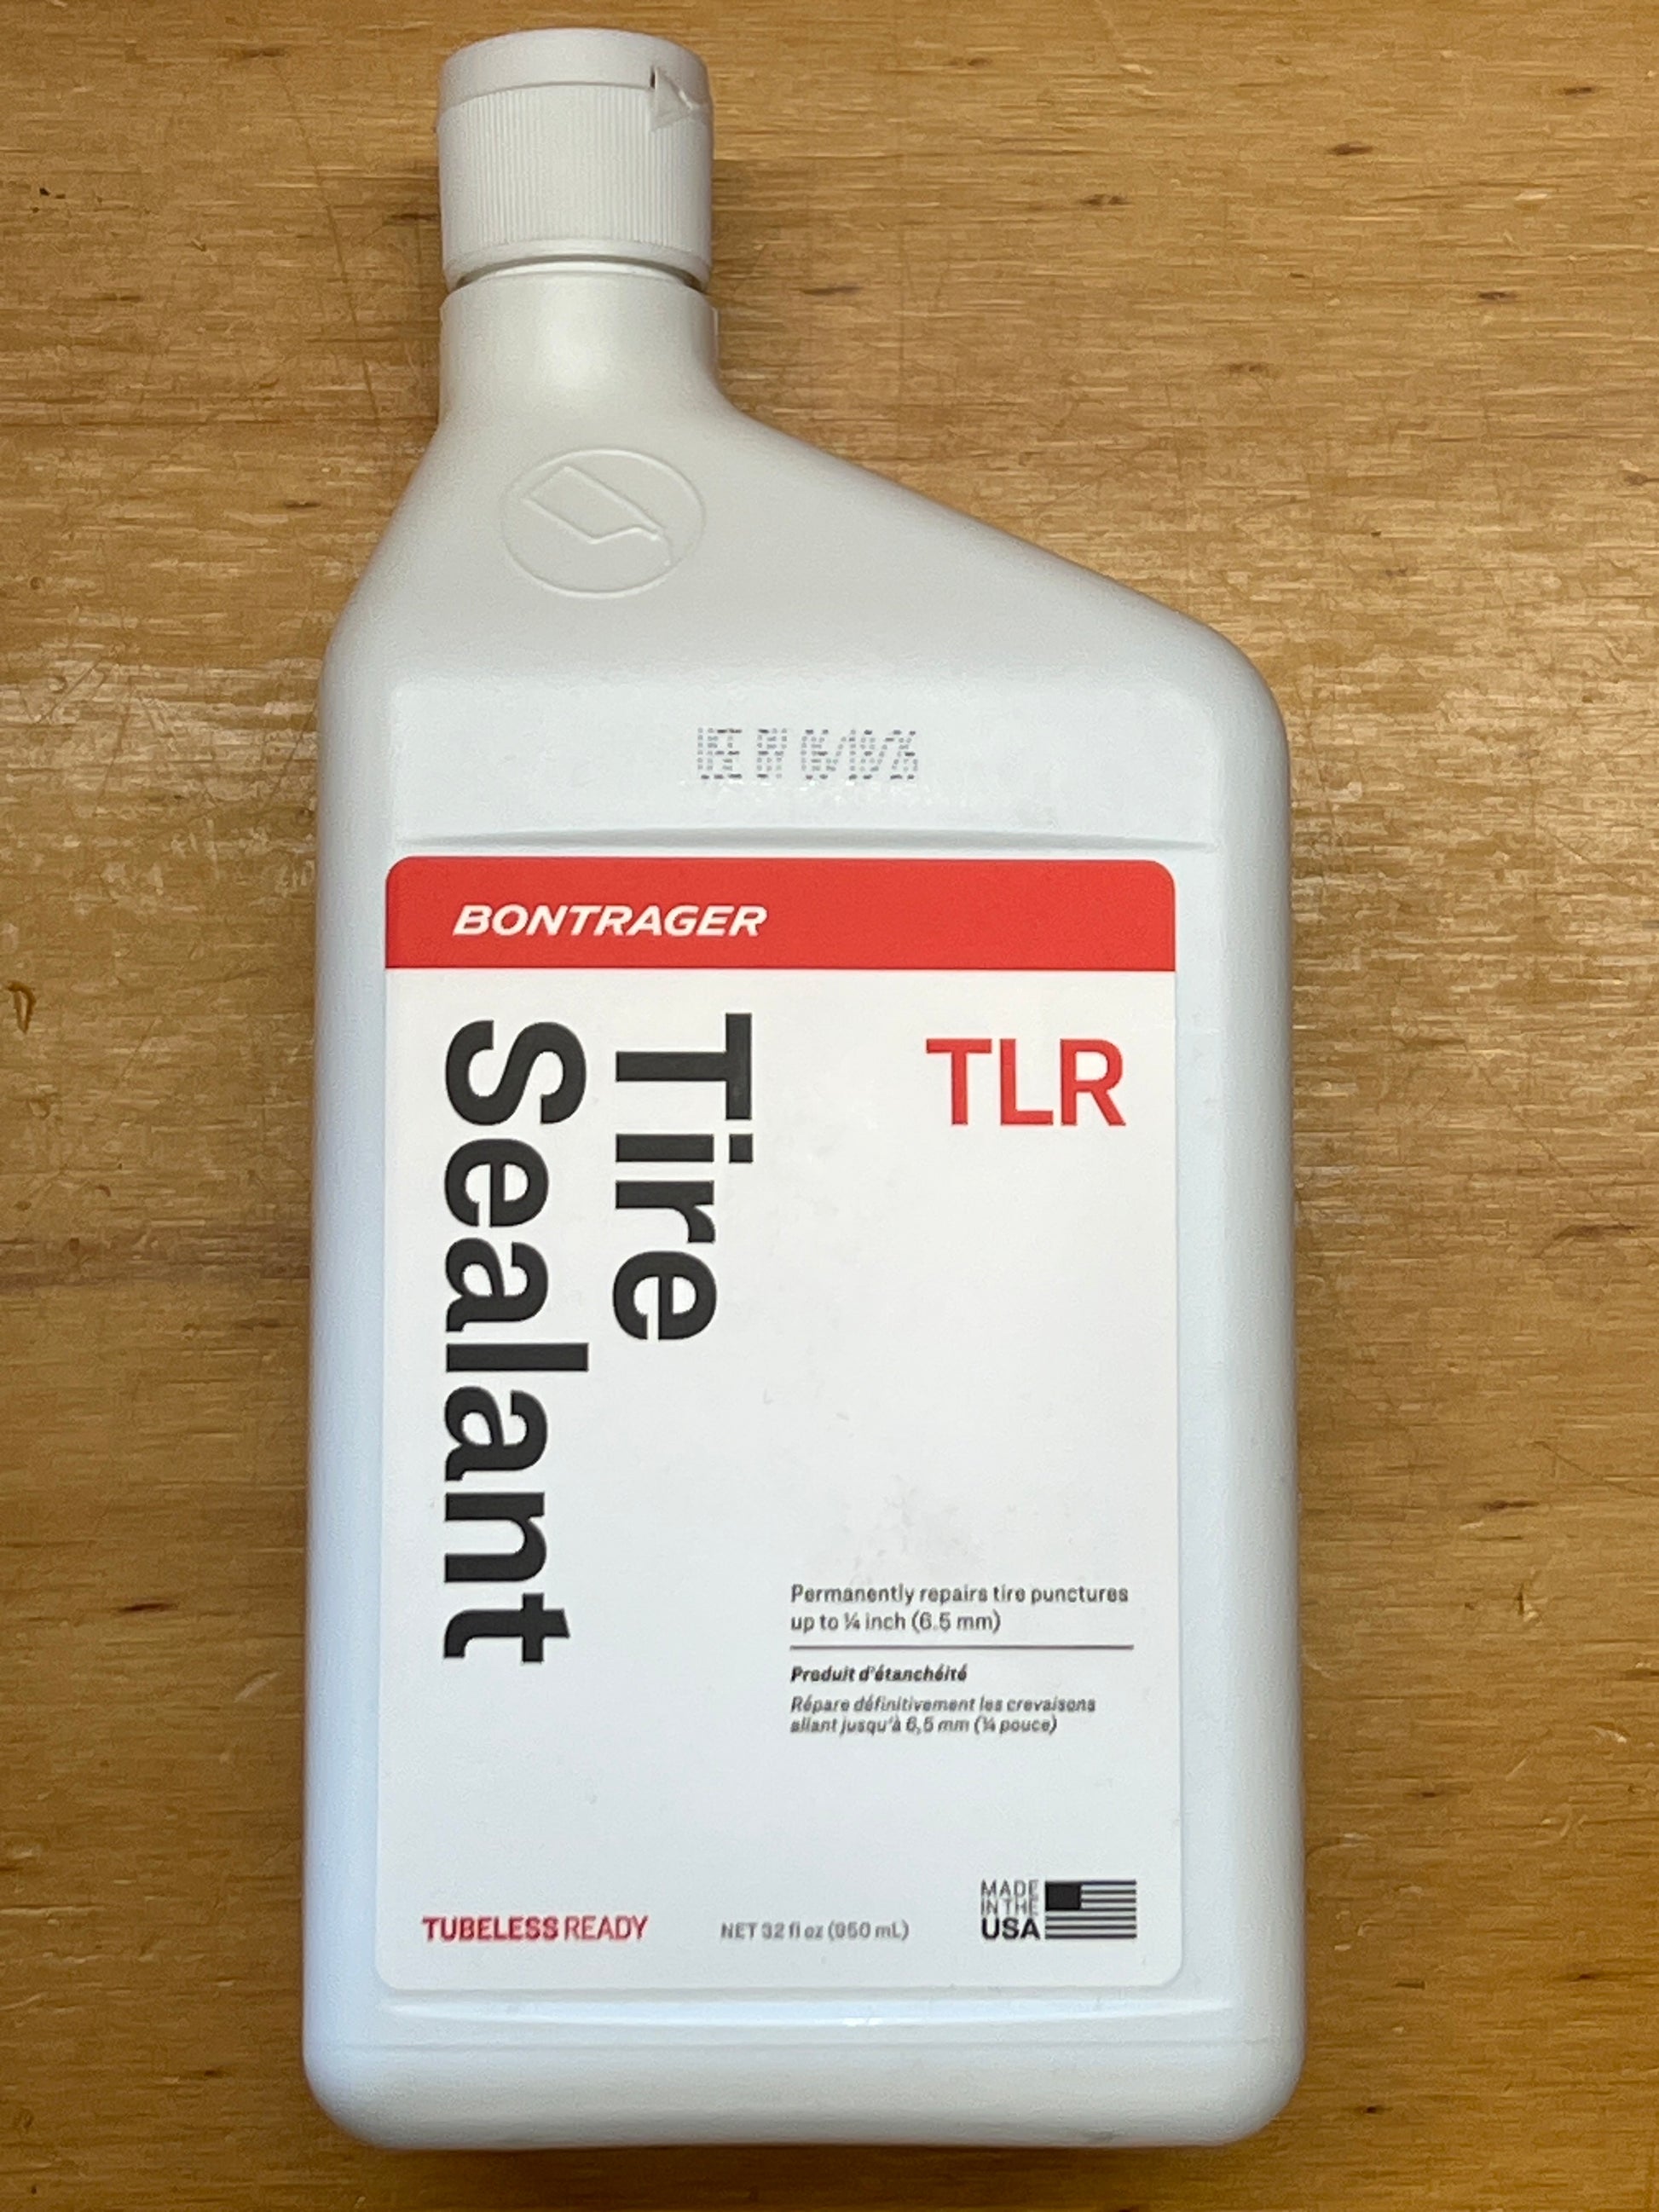 BONTRAGER
TLR
Tire
Sealant
Permanently repairs tire punctures
up to ¼ inch (6.5 mm)
Produit d'étanchéité
Répare définitivement les crevaisons
allant jusqu'à 6,5 mm (¼ pouce)
TUBELESS READY
NET 32 fl oz (950 mL)
MADE
IN THE
USA